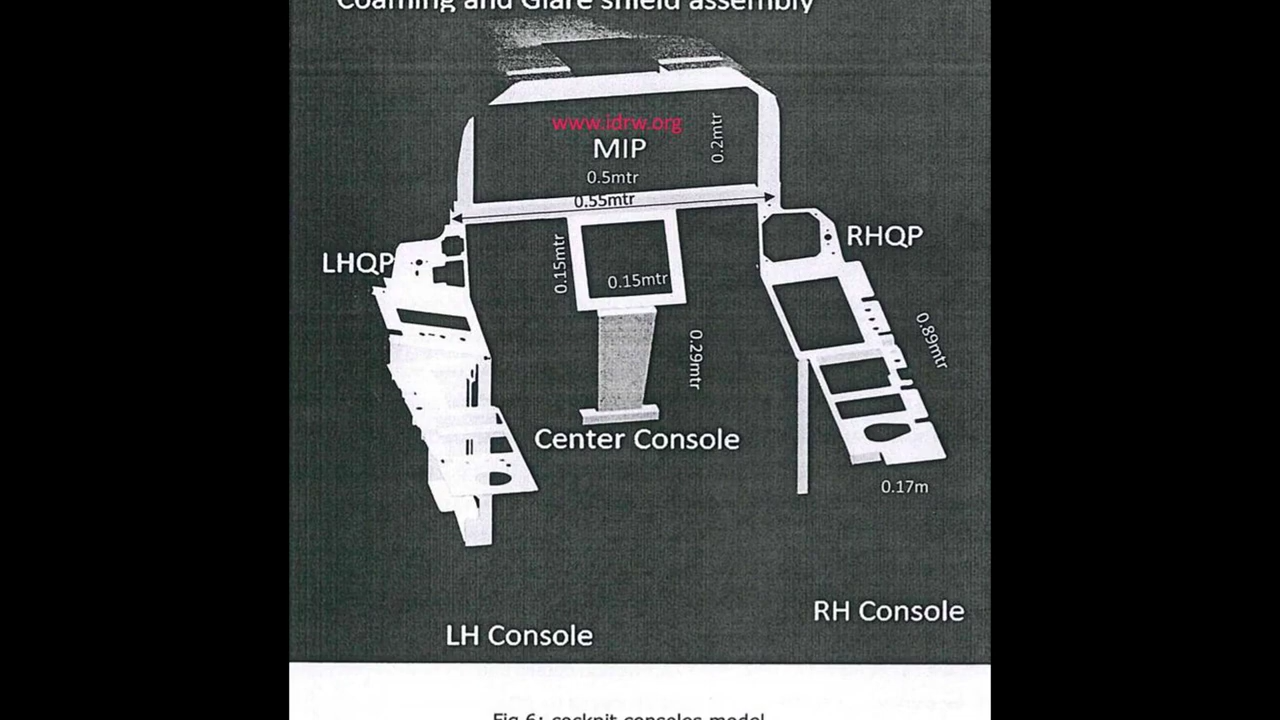 Coaming and Glare shield assembly
www.idrw.org
MIP
0.2mtr
0.5mtr
0.55mtr
LHQP
RHQP
0.15mtr
0.15mtr
0.29mtr
0.89mtr
Center Console
0.17m
RH Console
LH Console
Fig 6: cockpit consoles model